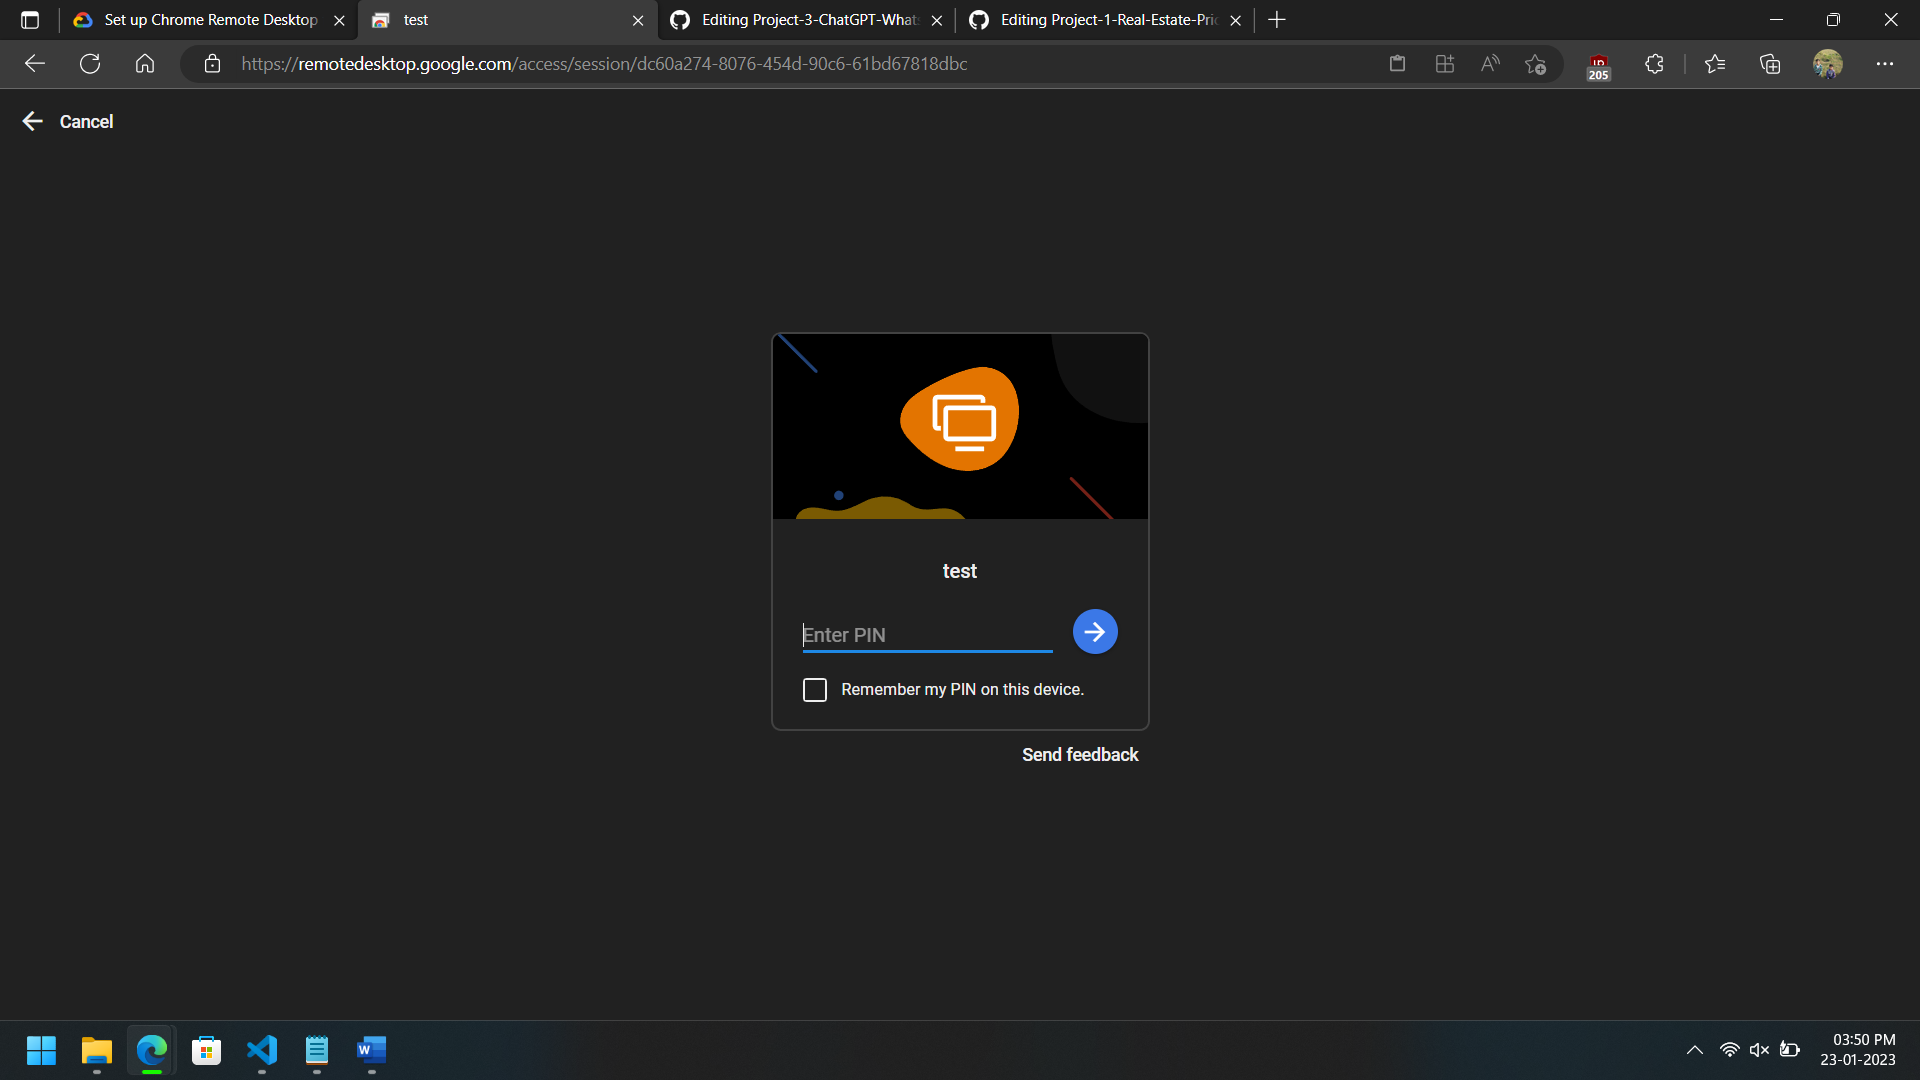 Set up Chrome Remote Desktop
test
Editing Project-3-ChatGPT-What
Editing Project-1-Real-Estate-Pric
https://remotedesktop.google.com/access/session/dc60a274-8076-454d-90c6-61bd67818dbc
205
Cancel
test
Enter PIN
Remember my PIN on this device.
Send feedback
03:50 PM
23-01-2023